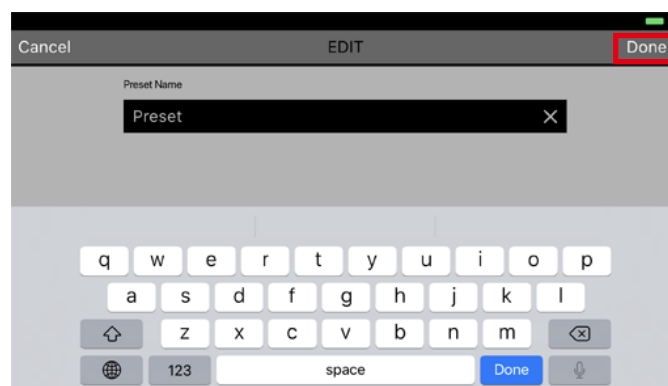 Cancel EDIT Done
Preset Name
Preset
q w e r t y u i o p
a s d f g h j k l
z x c v b n m
123 space Done